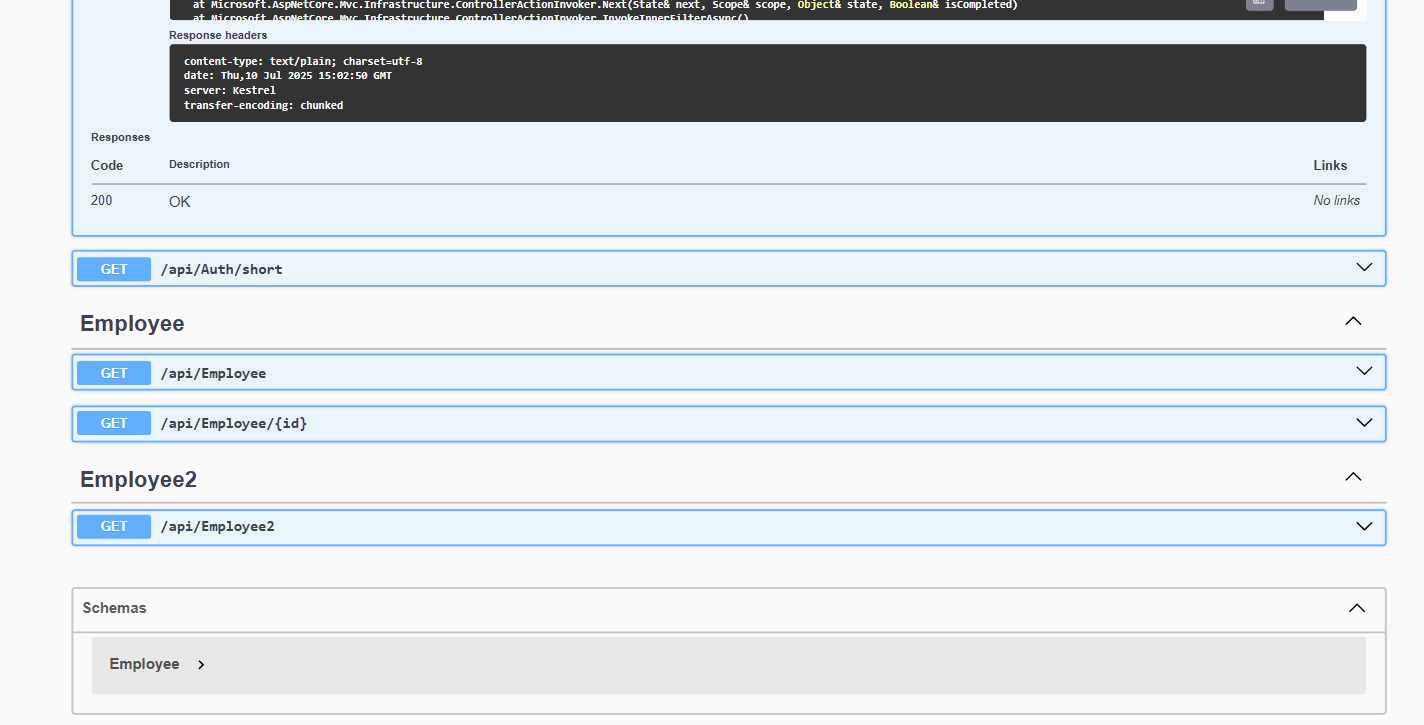 at Microsoft.AspNetCore.Mvc.Infrastructure.ControllerActionInvoker.Next(State& next, Scope& scope, Object& state, Boolean& isCompleted)
at Microsoft.AspNetCore.Mvc.Infrastructure.ControllerActionInvoker.InvokeInnerFilterAsync()
Response headers
content-type: text/plain; charset=utf-8
date: Thu,10 Jul 2025 15:02:50 GMT
server: Kestrel
transfer-encoding: chunked
Responses
Code Description Links
200 OK No links
GET /api/Auth/short
Employee
GET /api/Employee
GET /api/Employee/{id}
Employee2
GET /api/Employee2
Schemas
Employee